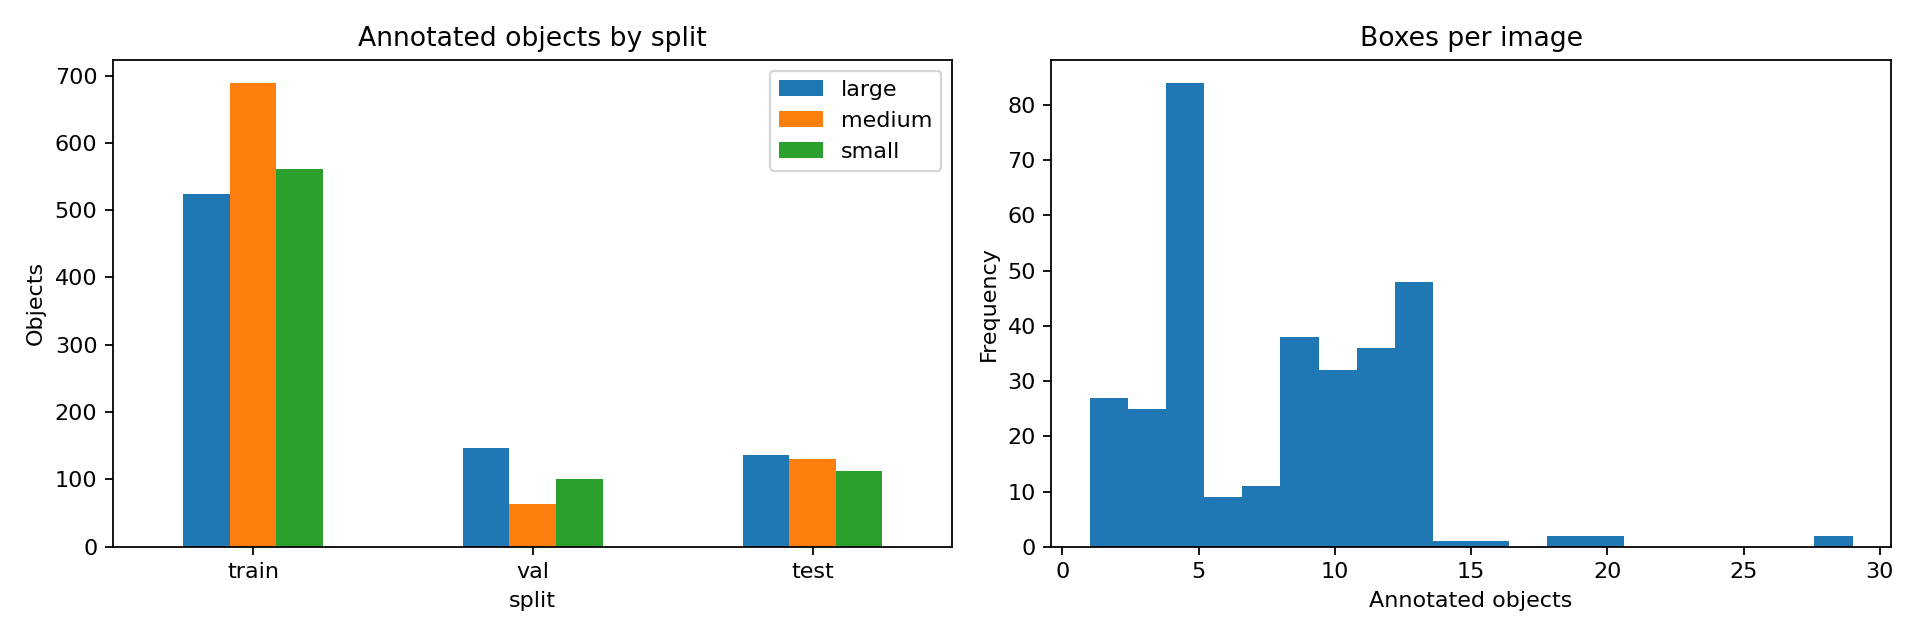 Annotated objects by split
700
600
500
400
300
200
100
0
Objects
large
medium
small
train val test
split
Boxes per image
80
70
60
50
40
30
20
10
0
Frequency
0 5 10 15 20 25 30
Annotated objects